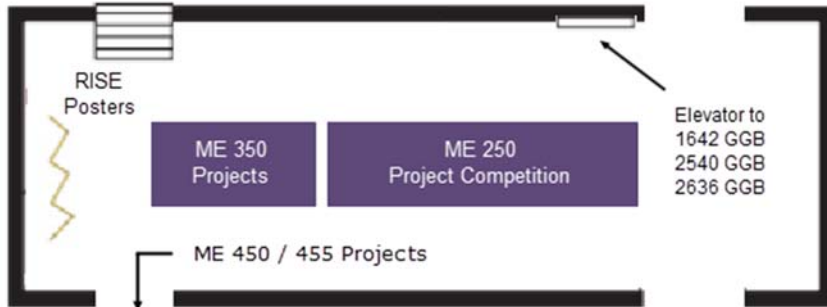 RISE
Posters
ME 350
Projects
ME 250
Project Competition
Elevator to
1642 GGB
2540 GGB
2636 GGB
ME 450 / 455 Projects